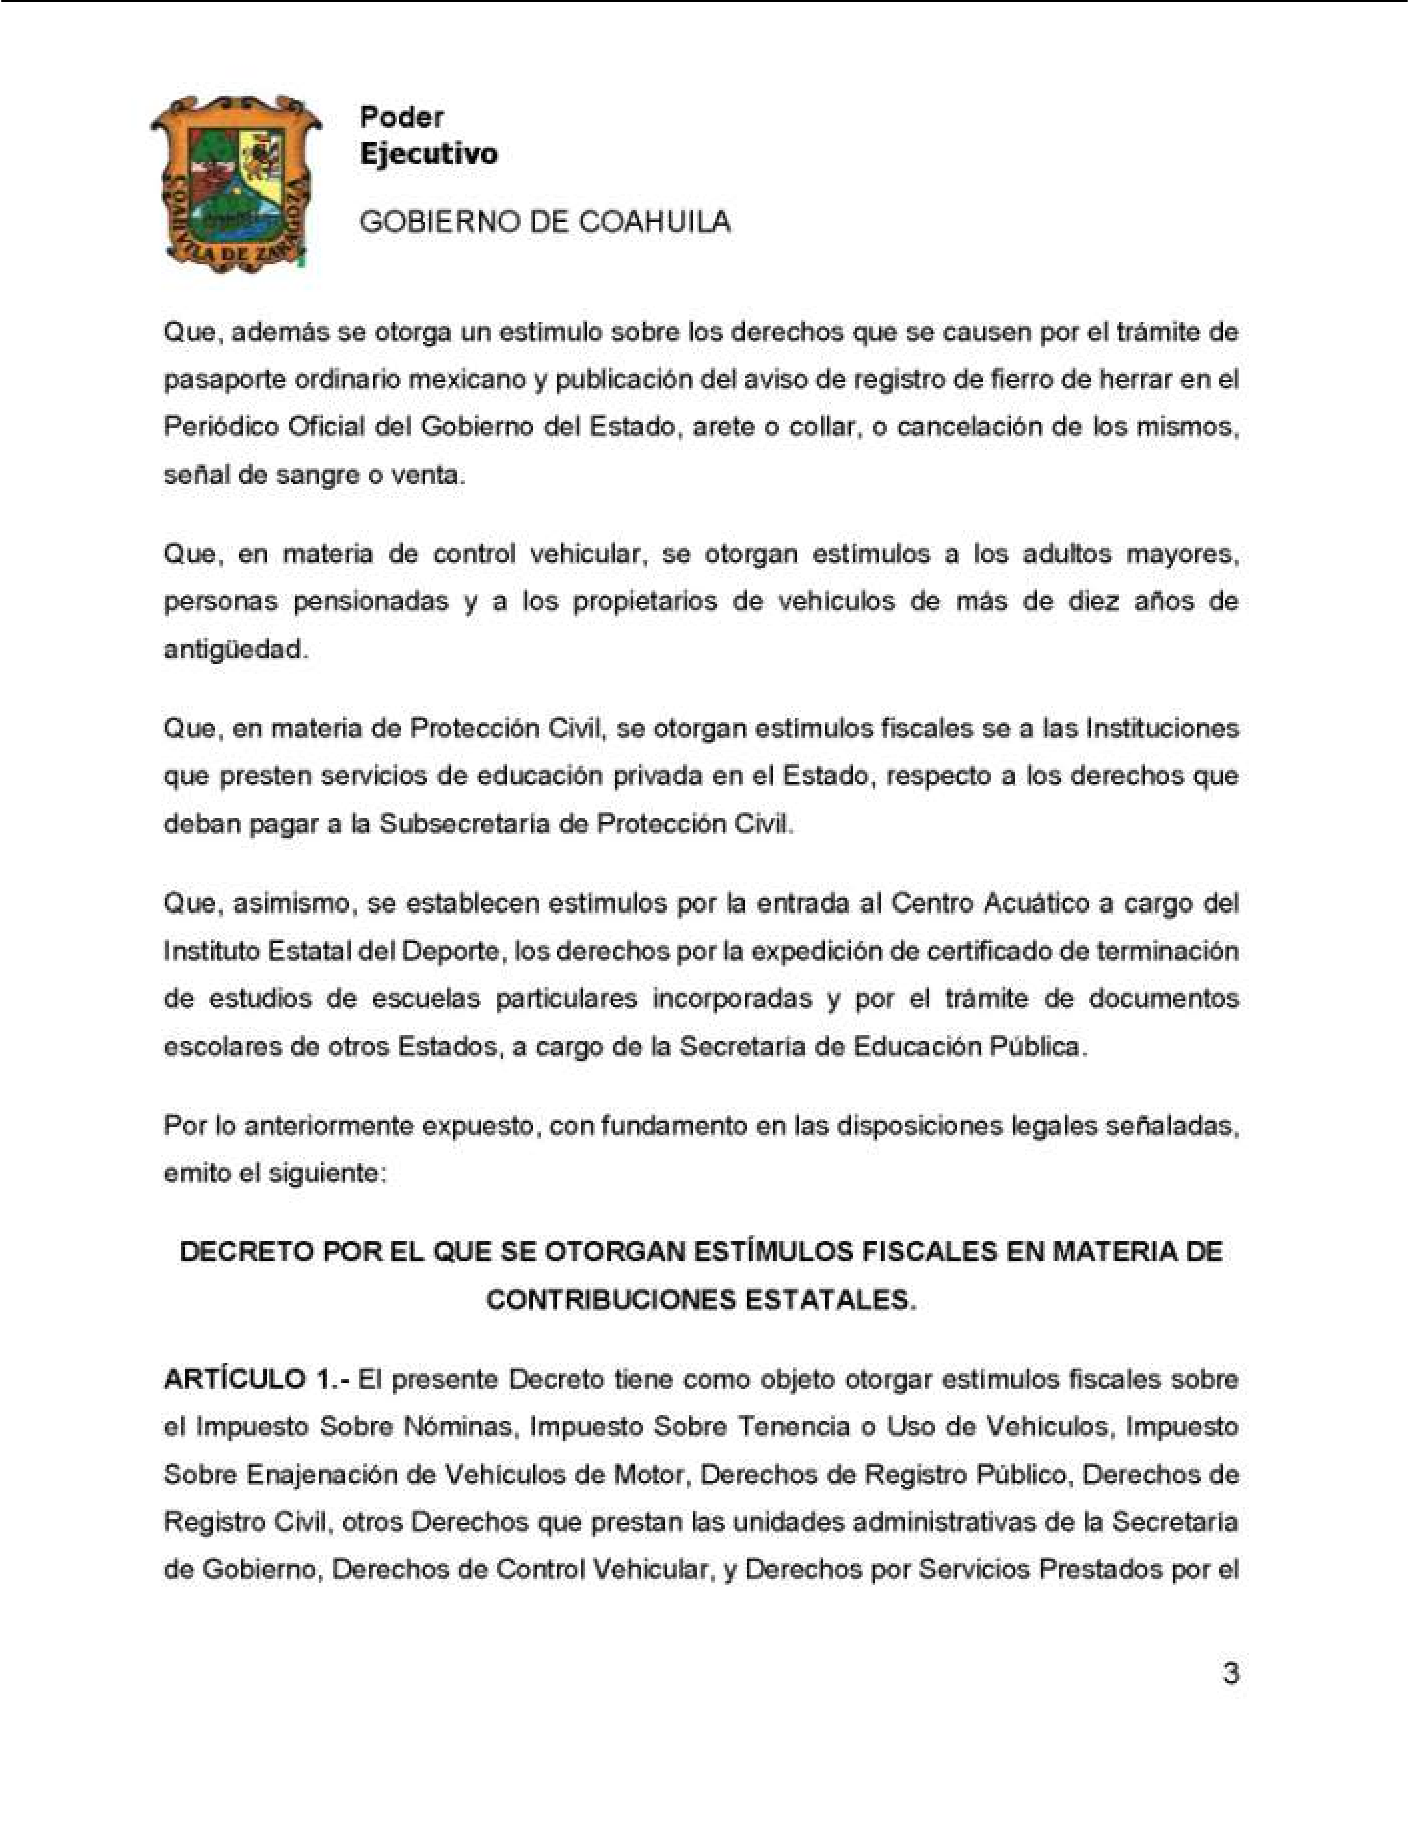 Poder
Ejecutivo
GOBIERNO DE COAHUILA
COAHVILA DE ZARAGOZA
Que, además se otorga un estímulo sobre los derechos que se causen por el trámite de
pasaporte ordinario mexicano y publicación del aviso de registro de fierro de herrar en el
Periódico Oficial del Gobierno del Estado, arete o collar, o cancelación de los mismos,
señal de sangre o venta.
Que, en materia de control vehicular, se otorgan estímulos a los adultos mayores,
personas pensionadas y a los propietarios de vehículos de más de diez años de
antigüedad.
Que, en materia de Protección Civil, se otorgan estímulos fiscales se a las Instituciones
que presten servicios de educación privada en el Estado, respecto a los derechos que
deban pagar a la Subsecretaría de Protección Civil.
Que, asimismo, se establecen estímulos por la entrada al Centro Acuático a cargo del
Instituto Estatal del Deporte, los derechos por la expedición de certificado de terminación
de estudios de escuelas particulares incorporadas y por el trámite de documentos
escolares de otros Estados, a cargo de la Secretaría de Educación Pública.
Por lo anteriormente expuesto, con fundamento en las disposiciones legales señaladas,
emito el siguiente:
DECRETO POR EL QUE SE OTORGAN ESTÍMULOS FISCALES EN MATERIA DE
CONTRIBUCIONES ESTATALES.
ARTÍCULO 1.- El presente Decreto tiene como objeto otorgar estímulos fiscales sobre
el Impuesto Sobre Nóminas, Impuesto Sobre Tenencia o Uso de Vehículos, Impuesto
Sobre Enajenación de Vehículos de Motor, Derechos de Registro Público, Derechos de
Registro Civil, otros Derechos que prestan las unidades administrativas de la Secretaría
de Gobierno, Derechos de Control Vehicular, y Derechos por Servicios Prestados por el
3